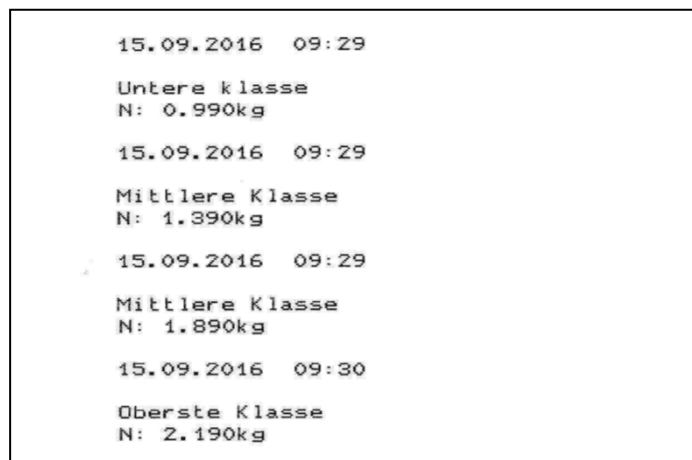 15.09.2016 09:29
Untere klasse
N: 0.990kg
15.09.2016 09:29
Mittlere Klasse
N: 1.390kg
15.09.2016 09:29
Mittlere Klasse
N: 1.890kg
15.09.2016 09:30
Oberste Klasse
N: 2.190kg